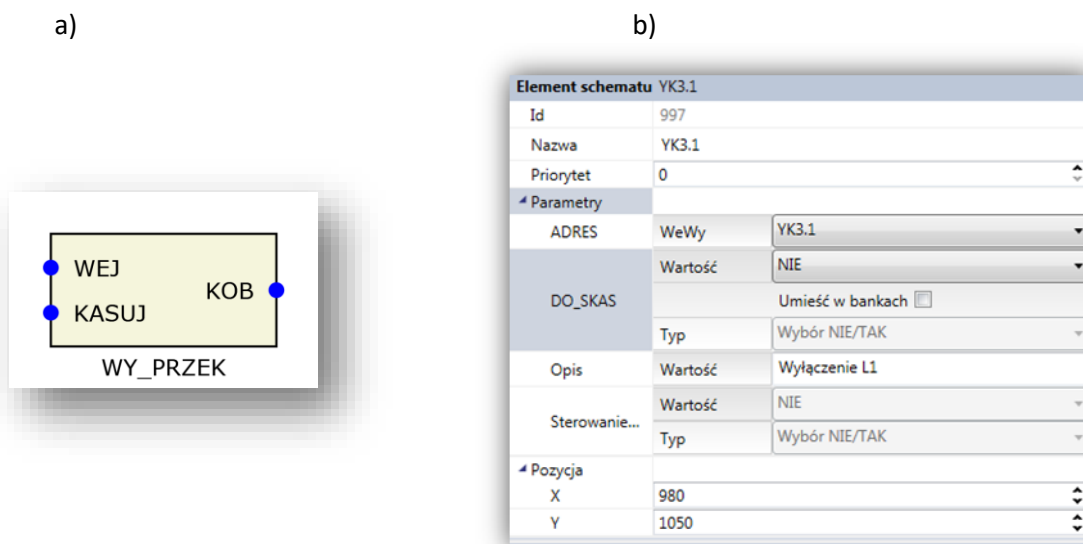 a)
b)
WEJ
KASUJ
KOB
WY_PRZEK
Element schematu YK3.1
Id 997
Nazwa YK3.1
Priorytet 0
Parametry
ADRES WeWy YK3.1
DO_SKAS Wartość NIE
Umieść w bankach
Typ Wybór NIE/TAK
Opis Wartość Wyłączenie L1
Sterowanie... Wartość NIE
Typ Wybór NIE/TAK
Pozycja
X 980
Y 1050